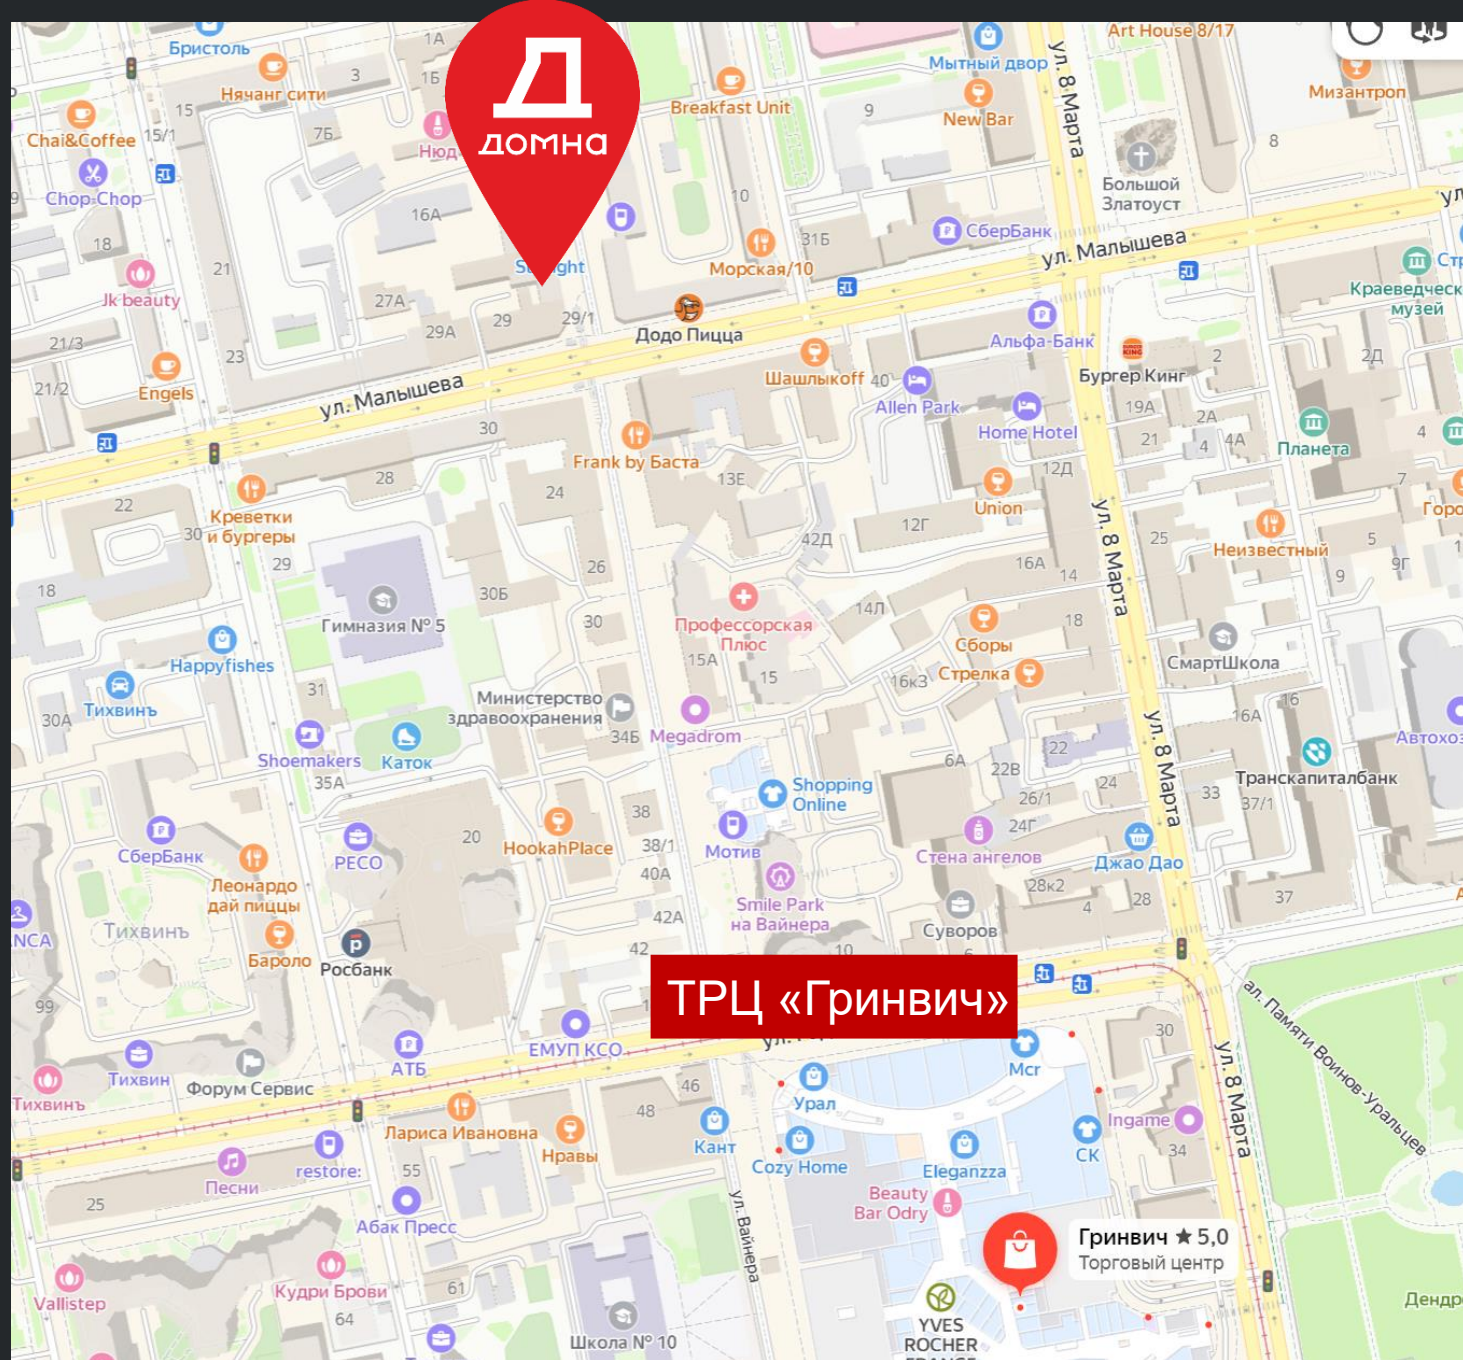 Д
ДОМНА
Бристоль
1А
3
1Б
Нячанг сити
15
15/1
7Б
Chai&Coffee
Chop-Chop
18
16А
21
Jk beauty
27А
29А
29
29/1
21/3
21/2
23
Engels
ул. Малышева
Breakfast Unit
9
Мытный двор
New Bar
ул. 8 Марта
Art House 8/17
Мизантроп
8
Большой
Златоуст
10
31Б
СберБанк
Морская/10
ул. Малышева
Додо Пицца
Шашлыкоff
40
Альфа-Банк
Allen Park
Home Hotel
BURGER
KING
Бургер Кинг
2
2Д
19А
2А
21
4
4А
Планета
4
музей
7
30
28
Frank by Баста
13Е
24
22
Креветки
и бургеры
30
29
12Д
Union
12Г
42Д
16А
14
ул. 8 Марта
25
Неизвестный
5
9
9Г
18
26
30Б
30
Гимназия № 5
Профессорская
Плюс
14Л
Сборы
18
СмартШкола
Happyfishes
31
15А
15
16к3
Стрелка
16
16А
Тихвинъ
30А
Министерство
здравоохранения
34Б
Megadrom
Shoemakers
Каток
35А
ул. 8 Марта
22
6А
22В
Транскапиталбанк
Shopping
Online
26/1
24
24Г
33
37/1
38
38/1
Мотив
HookahPlace
20
РЕСО
СберБанк
Стена ангелов
Джао Дао
Леонардо
дай пиццы
40А
42А
Smile Park
на Вайнера
28к2
28
4
37
Суворов
Тихвинъ
Бароло
Росбанк
42
10
ТРЦ «Гринвич»
99
ал. Памяти Воинов-Уральцев
30
ЕМУП КСО
АТБ
Mcr
ул. 8 Марта
Тихвин
Форум Сервис
Тихвинъ
46
48
Урал
Лариса Ивановна
Нравы
Кант
Cozy Home
Eleganzza
СК
Ingame
34
restore:
Песни
55
25
Абак Пресс
Beauty
Bar Odry
ул. Вайнера
Гринвич ★ 5,0
Торговый центр
Кудри Брови
Vallistep
61
64
Школа № 10
YVES
ROCHER